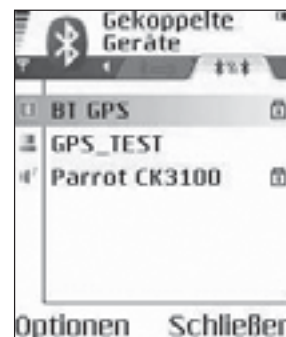 Gekoppelte
Geräte
BT GPS
GPS_TEST
Parrot CK3100
Optionen Schließen